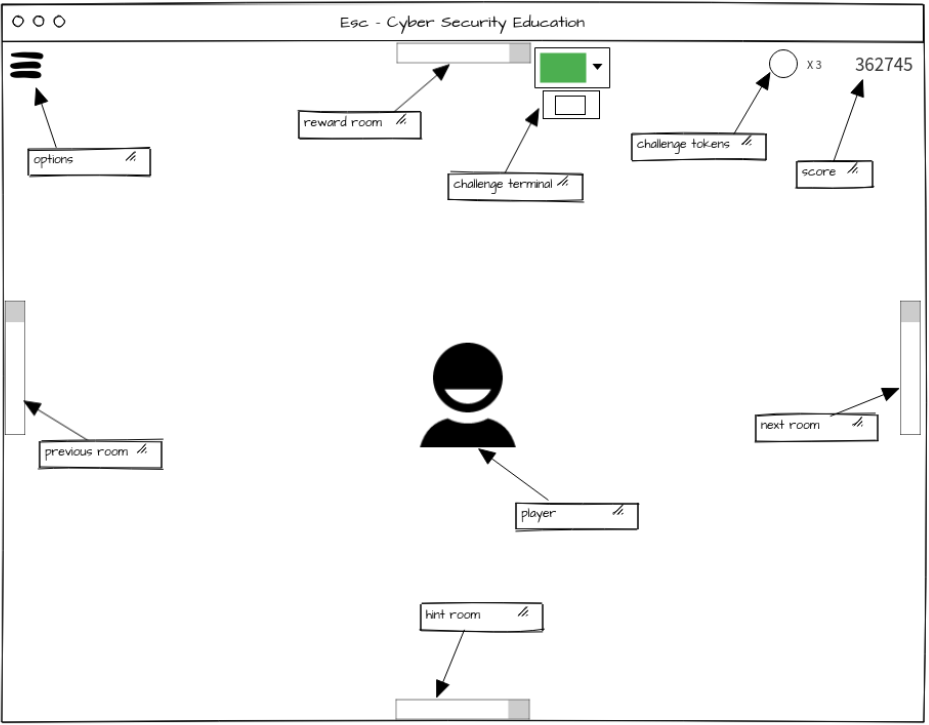 Esc - Cyber Security Education
X 3
362745
reward room
challenge tokens
options
score
challenge terminal
next room
previous room
player
hint room